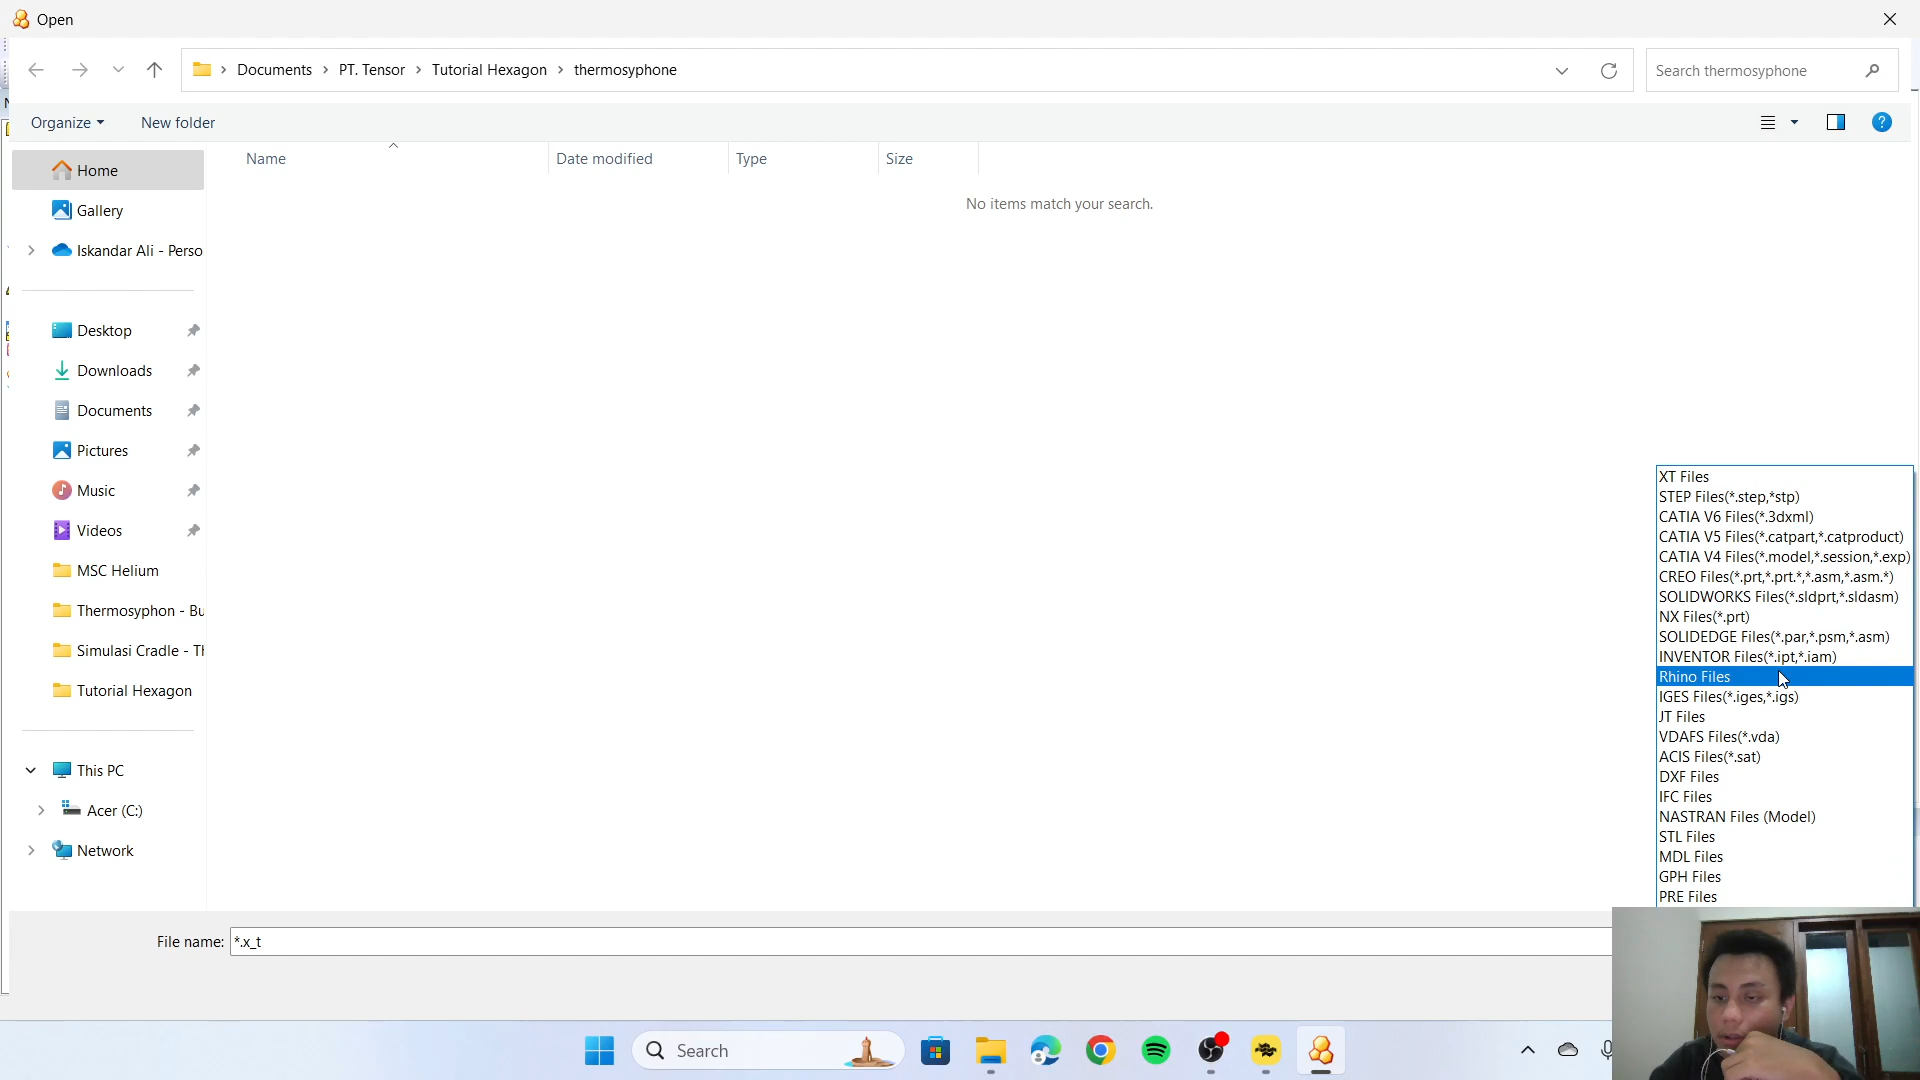 Open
Documents > PT. Tensor > Tutorial Hexagon > thermosyphone
Search thermosyphone
Organize
New folder
Name
Date modified
Type
Size
No items match your search.
Home
Gallery
Iskandar Ali - Perso
Desktop
Downloads
Documents
Pictures
Music
Videos
MSC Helium
Thermosyphon - Bu
Simulasi Cradle - Th
Tutorial Hexagon
This PC
Acer (C:)
Network
XT Files
STEP Files(*.step,*stp)
CATIA V6 Files(*.3dxml)
CATIA V5 Files(*.catpart,*.catproduct)
CATIA V4 Files(*.model,*.session,*.exp)
CREO Files(*.prt,*.prt.*,*.asm,*.asm.*)
SOLIDWORKS Files(*.sldprt,*.sldasm)
NX Files(*.prt)
SOLIDEDGE Files(*.par,*.psm,*.asm)
INVENTOR Files(*.ipt,*.iam)
Rhino Files
IGES Files(*.iges,*.igs)
JT Files
VDAFS Files(*.vda)
ACIS Files(*.sat)
DXF Files
IFC Files
NASTRAN Files (Model)
STL Files
MDL Files
GPH Files
PRE Files
File name: *.x_t
Search